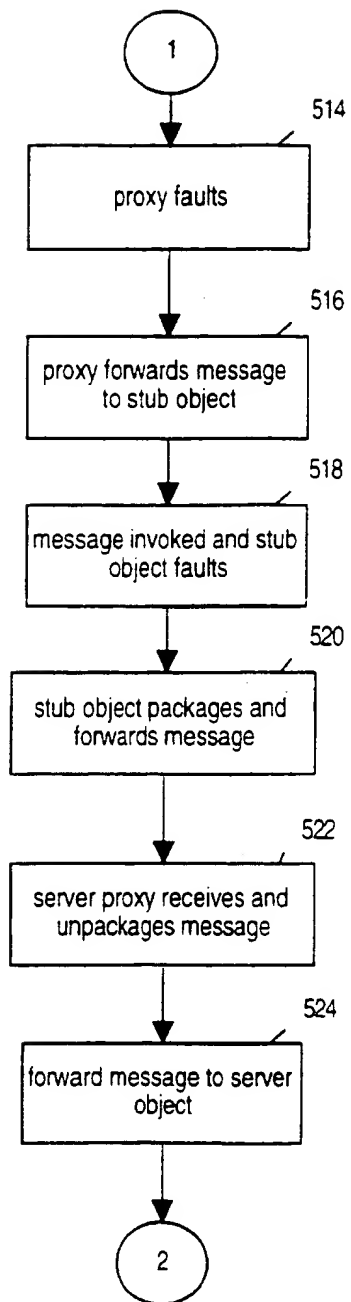 1
514
proxy faults
516
proxy forwards message
to stub object
518
message invoked and stub
object faults
520
stub object packages and
forwards message
522
server proxy receives and
unpackages message
524
forward message to server
object
2